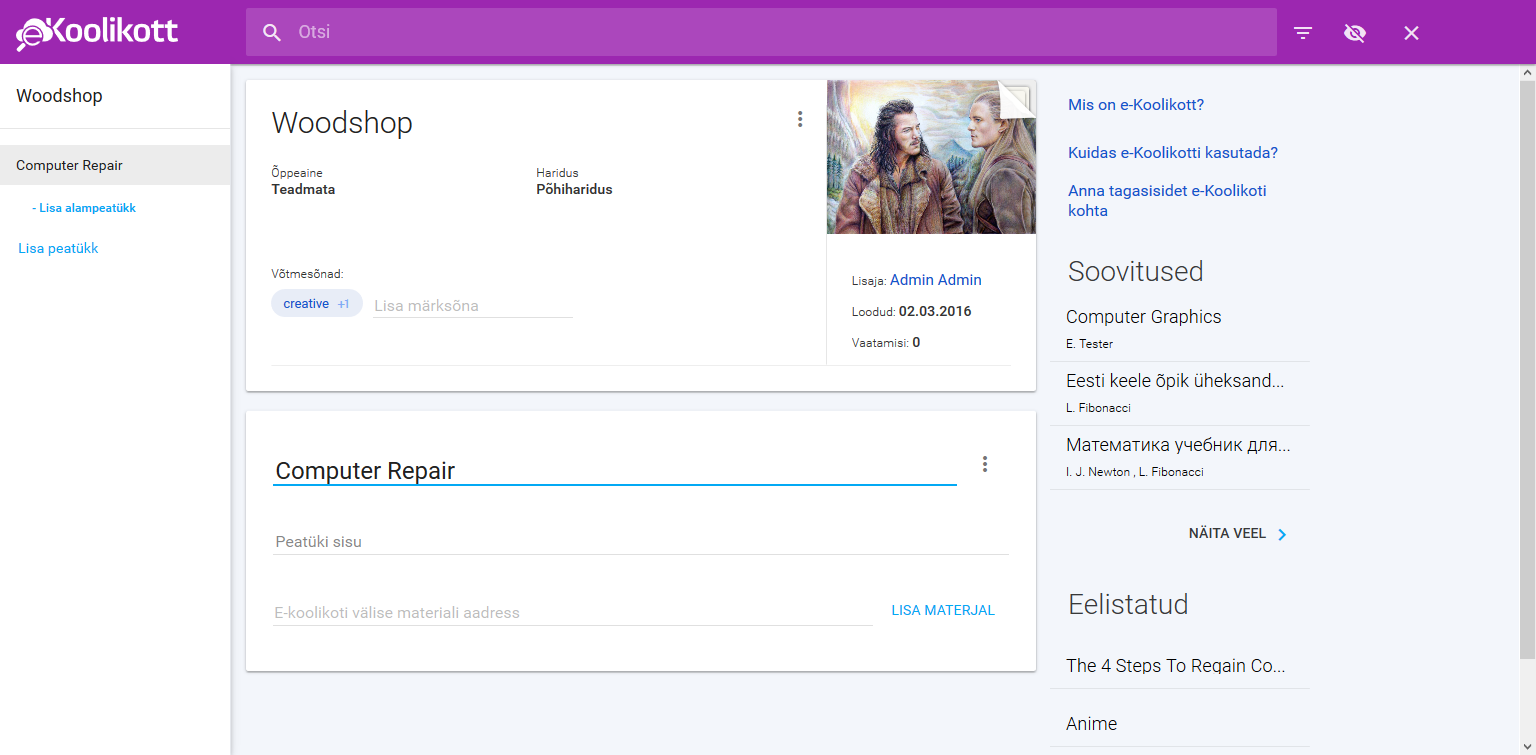 e-Koolikott
Otsi
Woodshop
Computer Repair
- Lisa alampeatükk
Lisa peatükk
Woodshop
Õppeaine
Teadmata
Haridus
Põhiharidus
Võtmesõnad:
creative +1
Lisa märksõna
Lisaja: Admin Admin
Loodud: 02.03.2016
Vaatamisi: 0
Computer Repair
Peatüki sisu
E-koolikoti välise materiali aadress
LISA MATERJAL
Mis on e-Koolikott?
Kuidas e-Koolikotti kasutada?
Anna tagasisidet e-Koolikoti
kohta
Soovitused
Computer Graphics
E. Tester
Eesti keele õpik üheksand...
L. Fibonacci
Математика учебник для...
I. J. Newton , L. Fibonacci
NÄITA VEEL
Eelistatud
The 4 Steps To Regain Co...
Anime